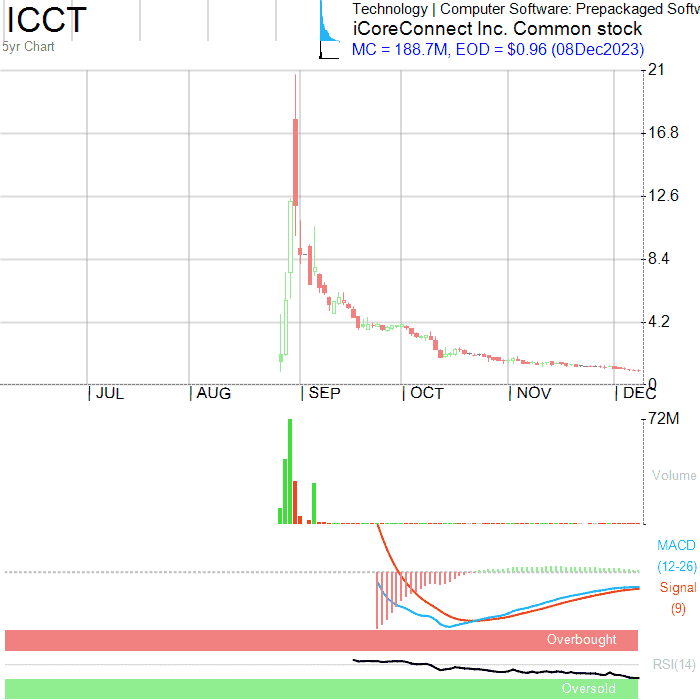 ICCT
5yr Chart
Technology | Computer Software: Prepackaged Softw
iCoreConnect Inc. Common stock
MC = 188.7M, EOD = $0.96 (08Dec2023)
21
16.8
12.6
8.4
4.2
0
JUL AUG SEP OCT NOV DEC
72M
Volume
MACD
(12-26)
Signal
(9)
Overbought
RSI(14)
Oversold